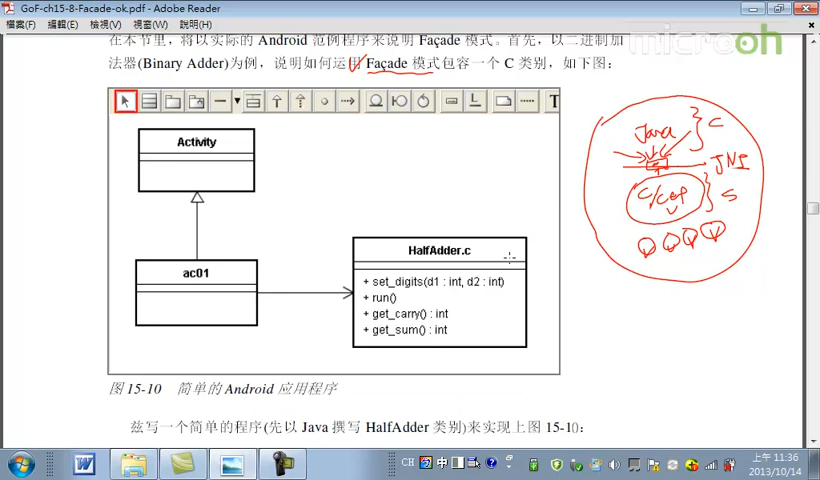 GoF-ch15-8-Facade-ok.pdf - Adobe Reader
檔案(F) 編輯(E) 檢視(V) 視窗(W) 說明(H)
microoh
在本节里，将以实际的 Android 范例程序来说明 Façade 模式。首先，以二进制加
法器(Binary Adder)为例，说明如何运用 Façade 模式包容一个 C 类别，如下图：
T
Activity
ac01
HalfAdder.c
+ set_digits(d1 : int, d2 : int)
+ run()
+ get_carry() : int
+ get_sum() : int
Java
C
JNI
C/C++
S
图 15-10 简单的 Android 应用程序
兹写一个简单的程序(先以 Java 撰写 HalfAdder 类别)来实现上图 15-10：
CH 中
上午 11:36
2013/10/14